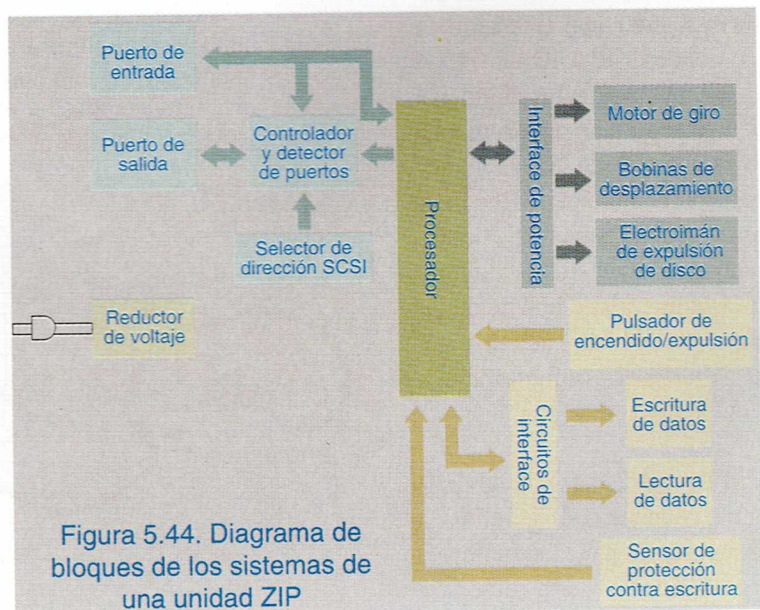 Puerto de
entrada
Puerto de
salida
Controlador
y detector
de puertos
Selector de
dirección SCSI
Reductor
de voltaje
Procesador
Interface de potencia
Motor de giro
Bobinas de
desplazamiento
Electroimán
de expulsión
de disco
Pulsador de
encendido/expulsión
Circuitos de
interface
Escritura
de datos
Lectura
de datos
Sensor de
protección
contra escritura
Figura 5.44. Diagrama de
bloques de los sistemas de
una unidad ZIP